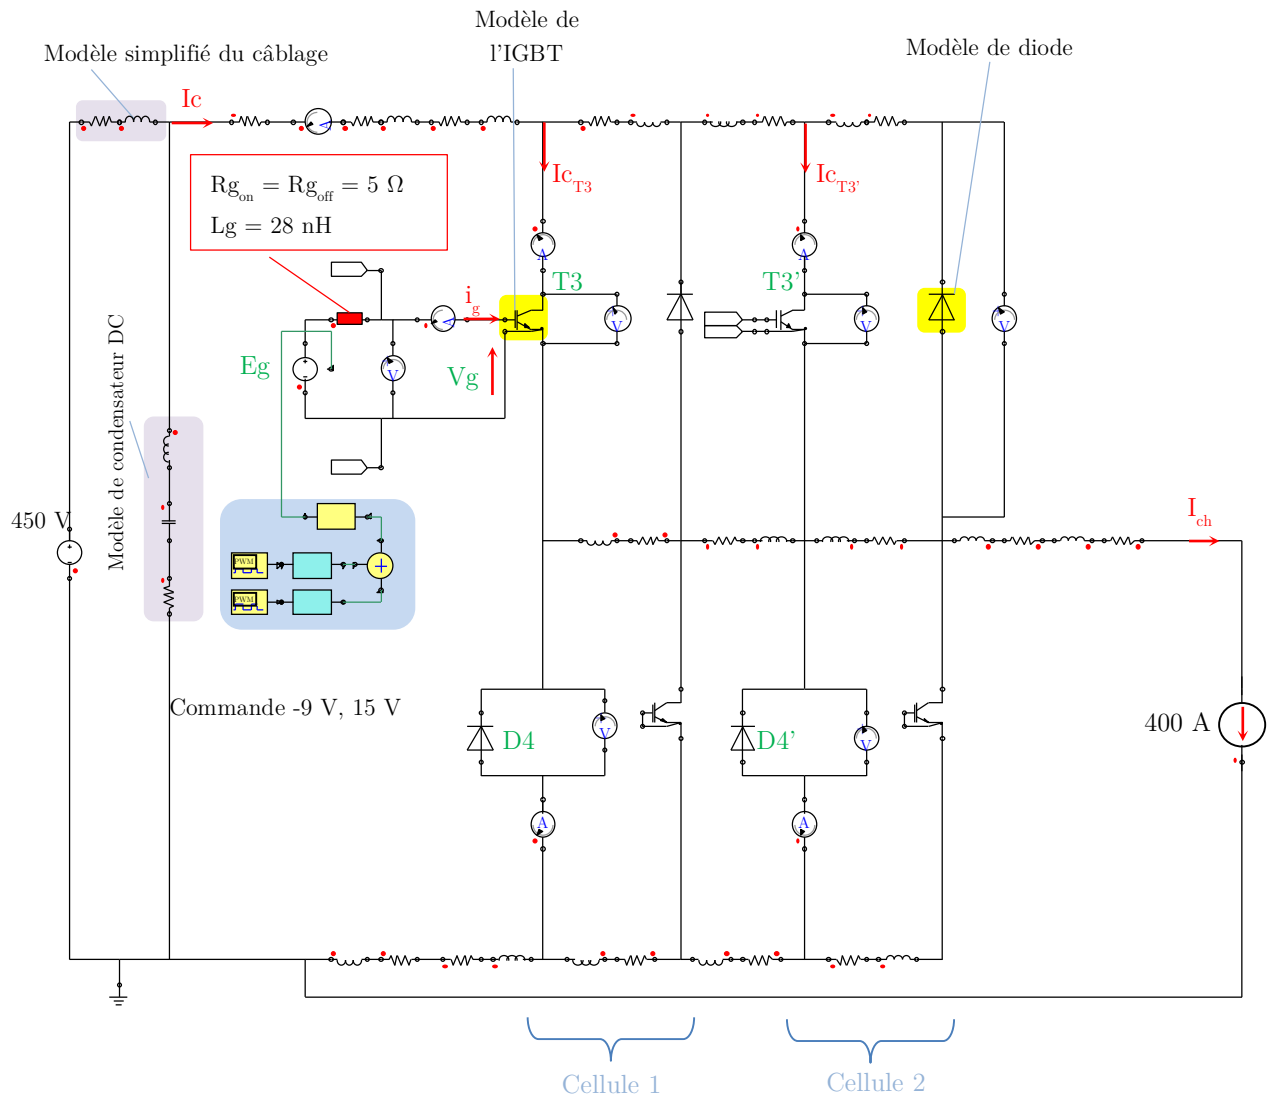 Modèle de
l'IGBT
Modèle simplifié du câblage
Modèle de diode
Ic
A
Rg_on = Rg_off = 5 Ω
Lg = 28 nH
Ic_T3
Ic_T3'
A
A
T3
T3'
i_g
A
V
V
V
Eg
V
Vg
Modèle de condensateur DC
450 V
I_ch
PWM
PWM
Commande -9 V, 15 V
D4
V
D4'
V
400 A
A
A
Cellule 1
Cellule 2